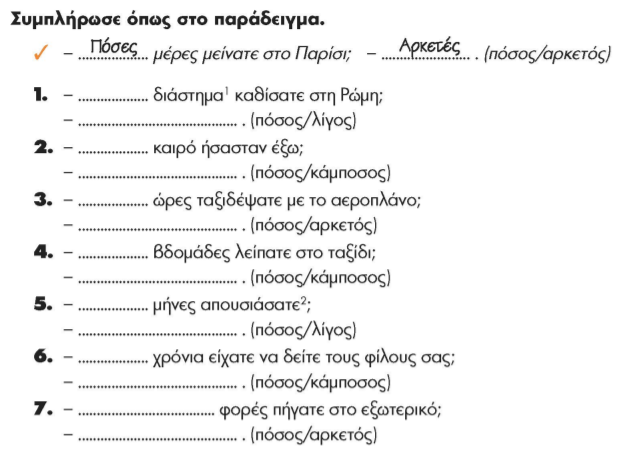 Συμπλήρωσε όπως στο παράδειγμα.
✓ – Πόσες μέρες μείνατε στο Παρίσι; – Αρκετές . (πόσος/αρκετός)
1. – .................. διάστημα¹ καθίσατε στη Ρώμη;
– ......................................... . (πόσος/λίγος)
2. – .................. καιρό ήσασταν έξω;
– ......................................... . (πόσος/κάμποσος)
3. – .................. ώρες ταξιδέψατε με το αεροπλάνο;
– ......................................... . (πόσος/αρκετός)
4. – .................. βδομάδες λείπατε στο ταξίδι;
– ......................................... . (πόσος/κάμποσος)
5. – .................. μήνες απουσιάσατε²;
– ......................................... . (πόσος/λίγος)
6. – .................. χρόνια είχατε να δείτε τους φίλους σας;
– ......................................... . (πόσος/κάμποσος)
7. – ................................... φορές πήγατε στο εξωτερικό;
– ......................................... . (πόσος/αρκετός)